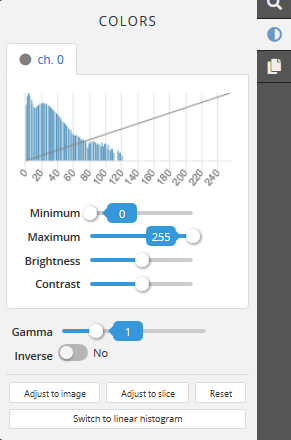 COLORS
ch. 0
0 20 40 60 80 100 120 140 160 180 200 220 240
Minimum 0
Maximum 255
Brightness
Contrast
Gamma 1
Inverse No
Adjust to image Adjust to slice Reset
Switch to linear histogram